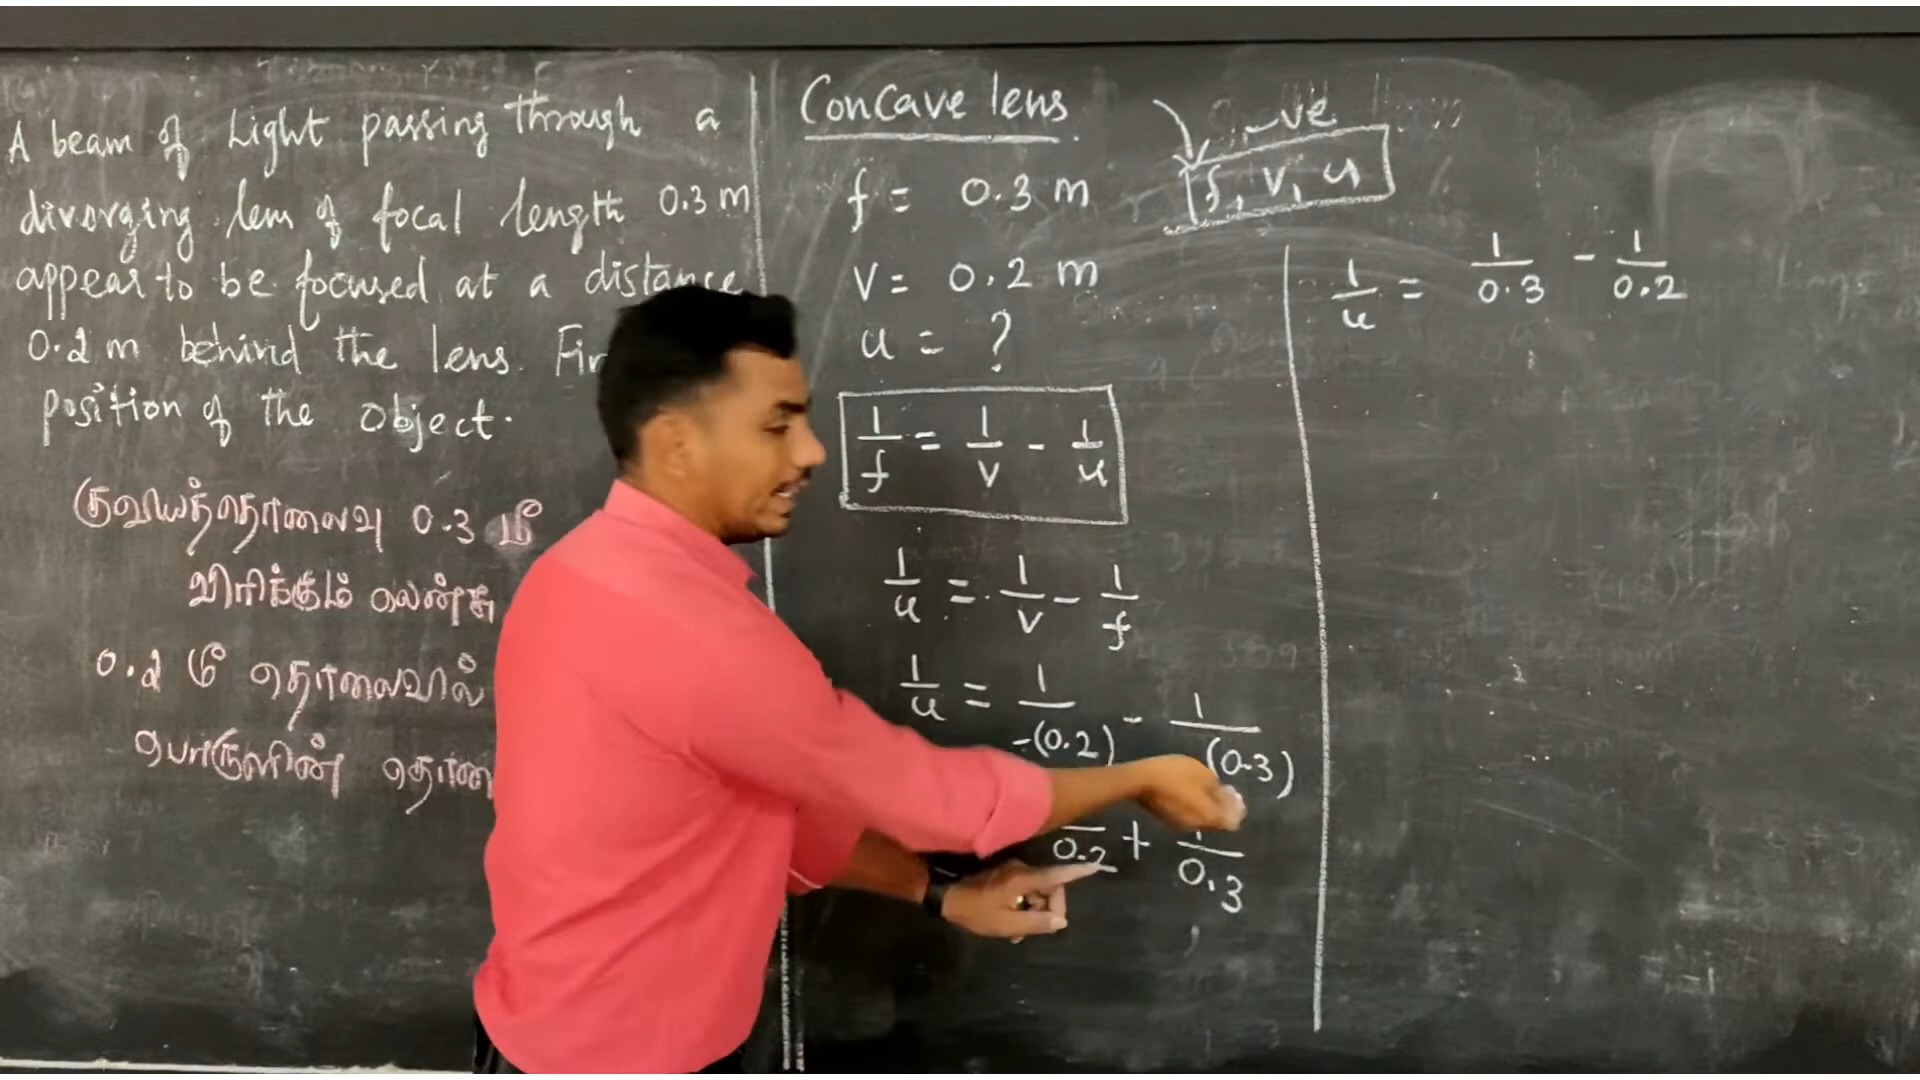 A beam of Light passing through a
diverging lens of focal length 0.3 m
appear to be focused at a distance
0.2 m behind the lens.
position of the object.
குவியத்தொலைவு 0.3 மீ
விரிக்கும் லென்சு
0.2 மீ தொலைவில்
பொருளின்
Concave lens
f = 0.3 m
v = 0.2 m
u = ?
1/f = 1/v - 1/u
1/u = 1/v - 1/f
1/u = 1/-(0.2) - 1/(0.3)
0.2 + 1/0.3
-ve
f, v, u
1/u = 1/0.3 - 1/0.2